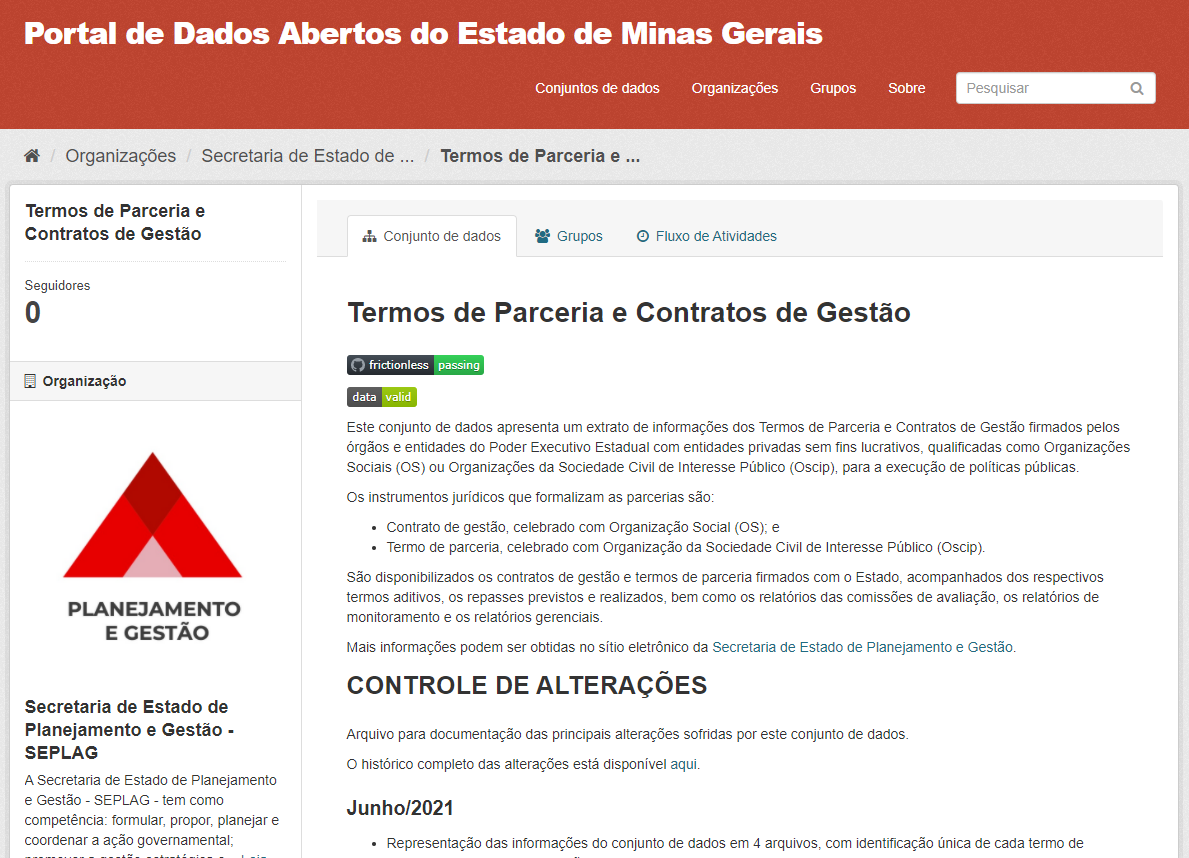 Portal de Dados Abertos do Estado de Minas Gerais
Conjuntos de dados Organizações Grupos Sobre Pesquisar
/ Organizações / Secretaria de Estado de ... / Termos de Parceria e ...
Termos de Parceria e
Contratos de Gestão
Seguidores
0
Organização
PLANEJAMENTO
E GESTÃO
Secretaria de Estado de
Planejamento e Gestão -
SEPLAG
A Secretaria de Estado de Planejamento
e Gestão - SEPLAG - tem como
competência: formular, propor, planejar e
coordenar a ação governamental;
Conjunto de dados Grupos Fluxo de Atividades
Termos de Parceria e Contratos de Gestão
frictionless passing
data valid
Este conjunto de dados apresenta um extrato de informações dos Termos de Parceria e Contratos de Gestão firmados pelos
órgãos e entidades do Poder Executivo Estadual com entidades privadas sem fins lucrativos, qualificadas como Organizações
Sociais (OS) ou Organizações da Sociedade Civil de Interesse Público (Oscip), para a execução de políticas públicas.
Os instrumentos jurídicos que formalizam as parcerias são:
• Contrato de gestão, celebrado com Organização Social (OS); e
• Termo de parceria, celebrado com Organização da Sociedade Civil de Interesse Público (Oscip).
São disponibilizados os contratos de gestão e termos de parceria firmados com o Estado, acompanhados dos respectivos
termos aditivos, os repasses previstos e realizados, bem como os relatórios das comissões de avaliação, os relatórios de
monitoramento e os relatórios gerenciais.
Mais informações podem ser obtidas no sítio eletrônico da Secretaria de Estado de Planejamento e Gestão.
CONTROLE DE ALTERAÇÕES
Arquivo para documentação das principais alterações sofridas por este conjunto de dados.
O histórico completo das alterações está disponível aqui.
Junho/2021
• Representação das informações do conjunto de dados em 4 arquivos, com identificação única de cada termo de